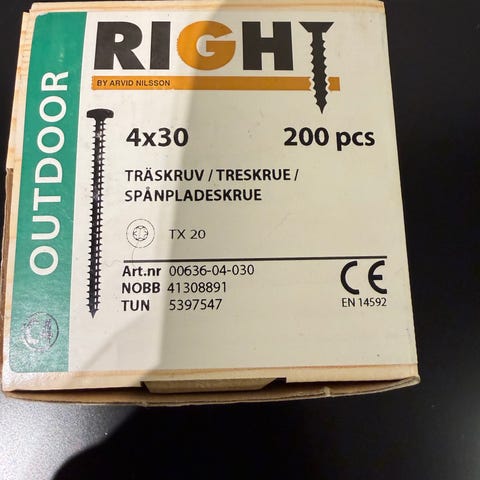 OUTDOOR
RIGHT
BY ARVID NILSSON
4x30 200 pcs
TRÄSKRUV / TRESKRUE /
SPÅNPLADESKRUE
TX 20
Art.nr 00636-04-030
NOBB 41308891
TUN 5397547
CE
EN 14592
C4